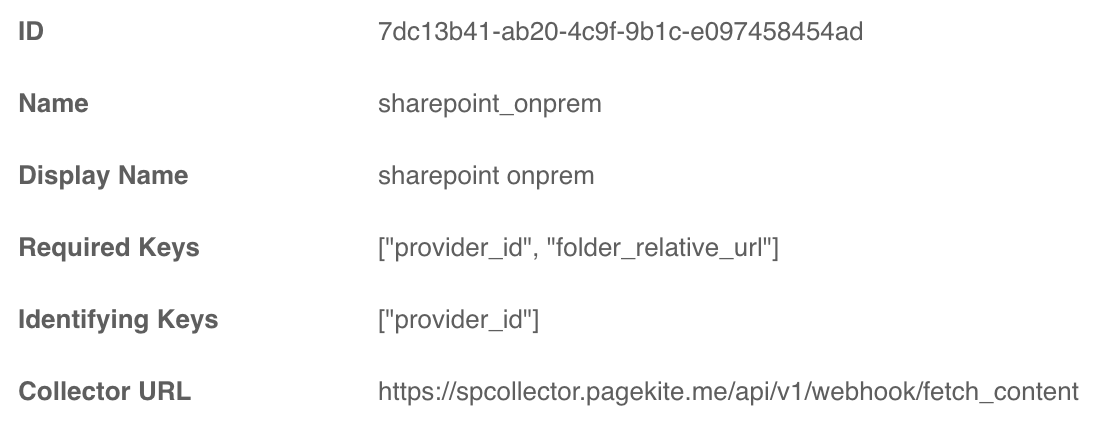 ID 7dc13b41-ab20-4c9f-9b1c-e097458454ad
Name sharepoint_onprem
Display Name sharepoint onprem
Required Keys ["provider_id", "folder_relative_url"]
Identifying Keys ["provider_id"]
Collector URL https://spcollector.pagekite.me/api/v1/webhook/fetch_content